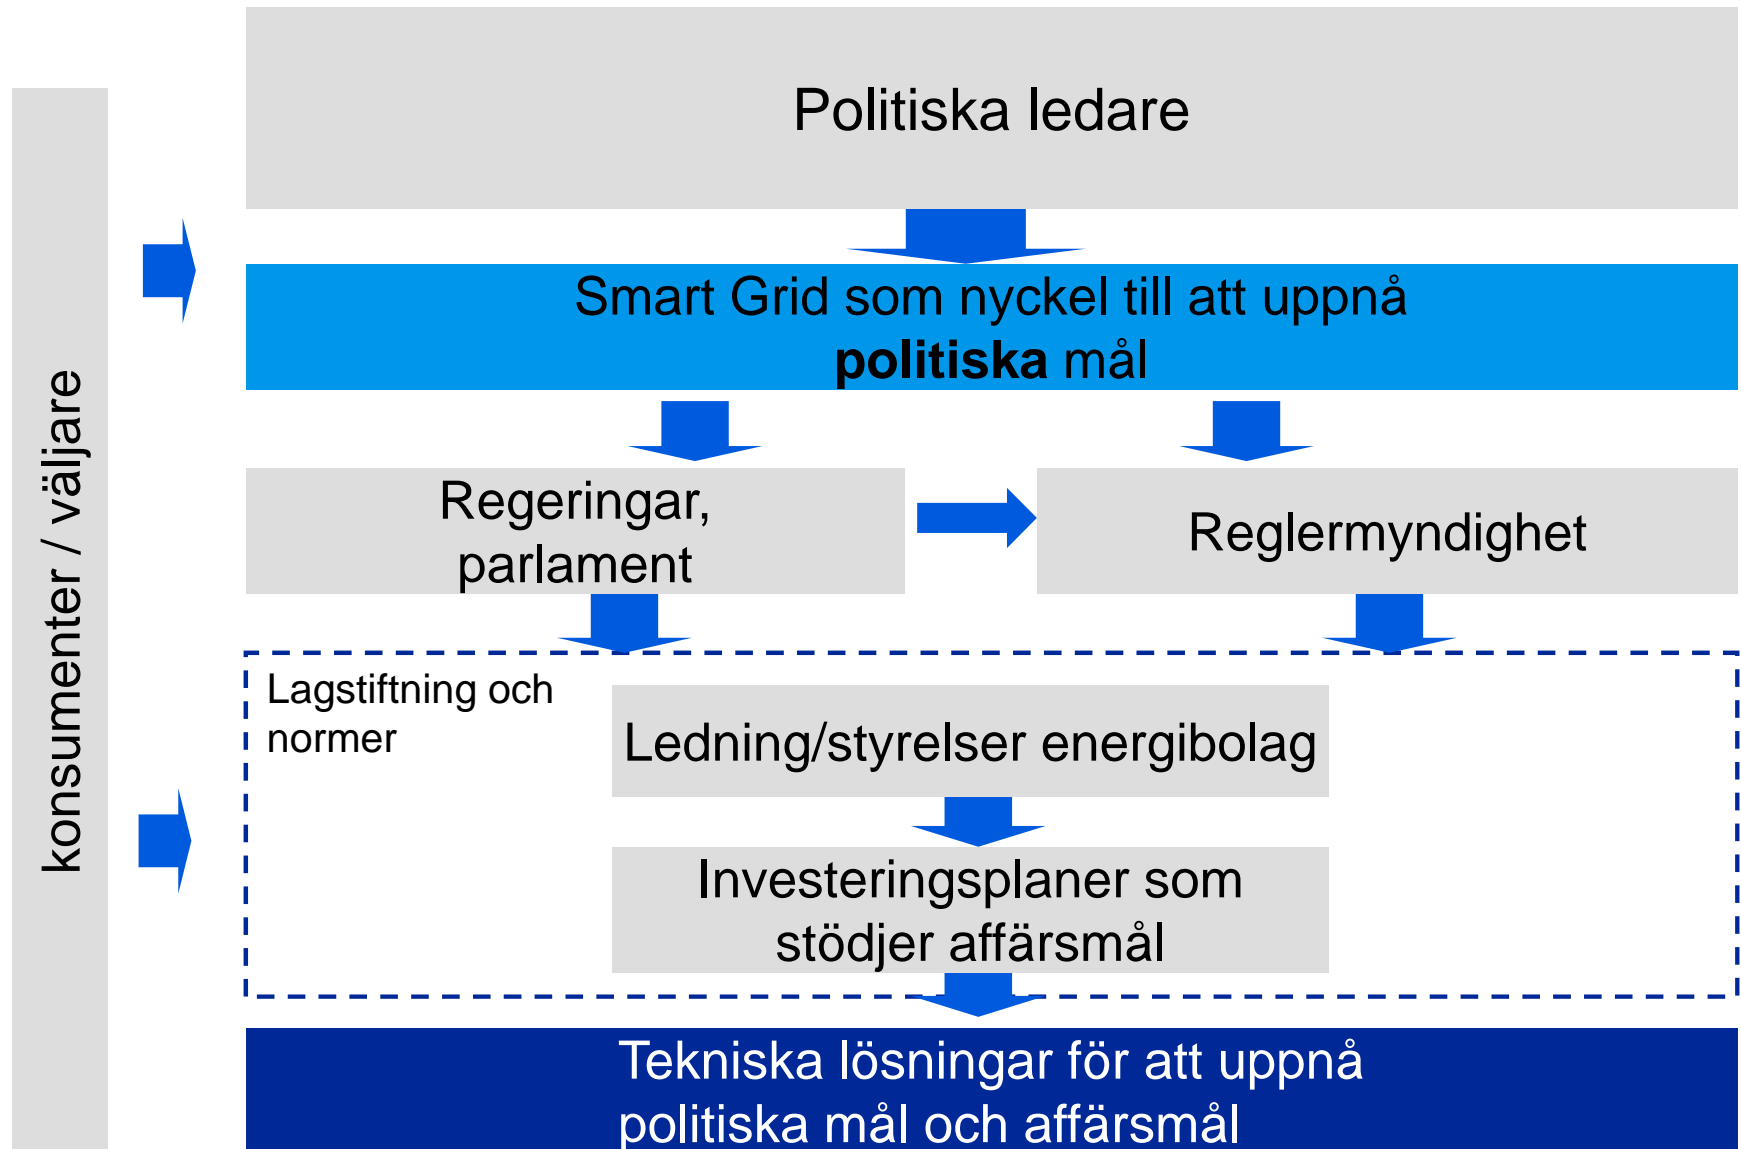 Politiska ledare
konsumenter / väljare
Smart Grid som nyckel till att uppnå
politiska mål
Regeringar,
parlament
Reglermyndighet
Lagstiftning och
normer
Ledning/styrelser energibolag
Investeringsplaner som
stödjer affärsmål
Tekniska lösningar för att uppnå
politiska mål och affärsmål